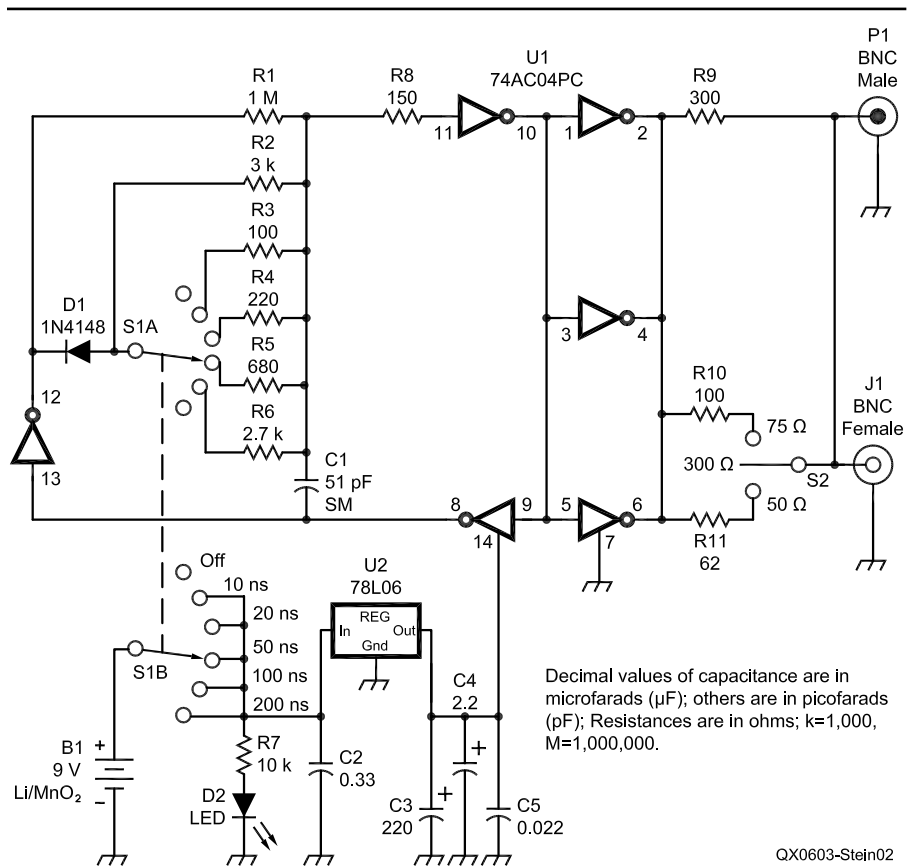 P1
BNC
Male
U1
74AC04PC
R1
1 M
R8
150
R9
300
11
10
1
2
R2
3 k
R3
100
R4
220
D1
1N4148
S1A
R5
680
3
4
12
R6
2.7 k
R10
100
J1
BNC
Female
75 Ω
13
C1
51 pF
SM
300 Ω
S2
8
9
5
6
50 Ω
14
7
R11
62
Off
U2
78L06
10 ns
REG
In
Out
Gnd
20 ns
50 ns
S1B
100 ns
200 ns
C4
2.2
Decimal values of capacitance are in
microfarads (µF); others are in picofarads
(pF); Resistances are in ohms; k=1,000,
M=1,000,000.
B1
9 V
Li/MnO₂
+
–
R7
10 k
C2
0.33
+
+
D2
LED
C3
220
C5
0.022
QX0603-Stein02